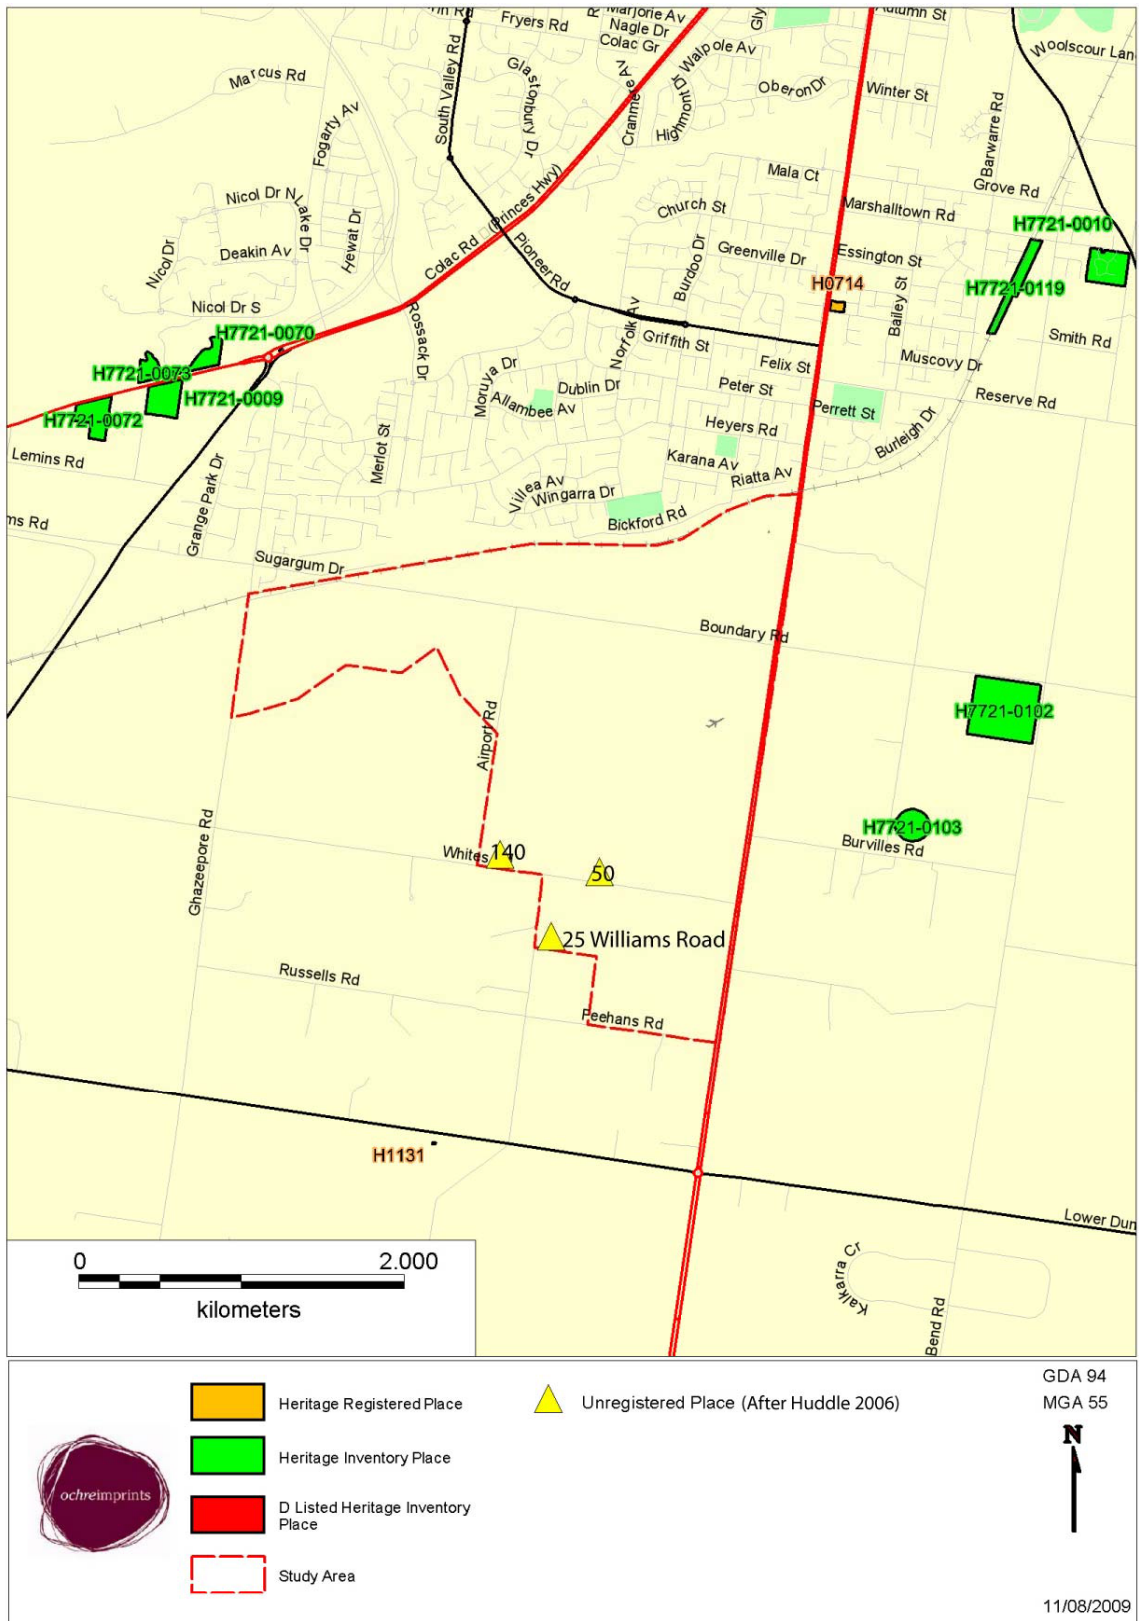 Marjorie Av
Autumn St
Fryers Rd
Nagle Dr
Colac Gr
Walpole Av
Woolscour Lan
Marcus Rd
South Valley Rd
Glastonbury Dr
Cranmere Av
Highmont Dr
Oberon Dr
Winter St
Fogarty Av
Barwarre Rd
Mala Ct
Grove Rd
Nicol Dr N
Lake Dr
Hewat Dr
Colac Rd (Princes Hwy)
Church St
Marshalltown Rd
H7721-0010
Nicol Dr
Deakin Av
Pioneer Rd
Burdoo Dr
Greenville Dr
Essington St
H0714
H7721-0119
Nicol Dr S
Rossack Dr
Norfolk Av
Bailey St
H7721-0070
Griffith St
Smith Rd
Felix St
Muscovy Dr
H7721-0073
Moruya Dr
Dublin Dr
Peter St
H7721-0009
Allambee Av
Perrett St
Reserve Rd
H7721-0072
Heyers Rd
Burleigh Dr
Lemins Rd
Merlot St
Karana Av
Riatta Av
Grange Park Dr
Villea Av
Wingarra Dr
Bickford Rd
ms Rd
Sugargum Dr
Boundary Rd
H7721-0102
Airport Rd
Ghazeepore Rd
Whites
140
50
H7721-0103
Burvilles Rd
25 Williams Road
Russells Rd
Feehans Rd
H1131
Lower Dun
Kalkarra Cr
Bend Rd
0 2.000
kilometers
GDA 94
MGA 55
Heritage Registered Place
Unregistered Place (After Huddle 2006)
N
Heritage Inventory Place
ochreimprints
D Listed Heritage Inventory
Place
Study Area
11/08/2009